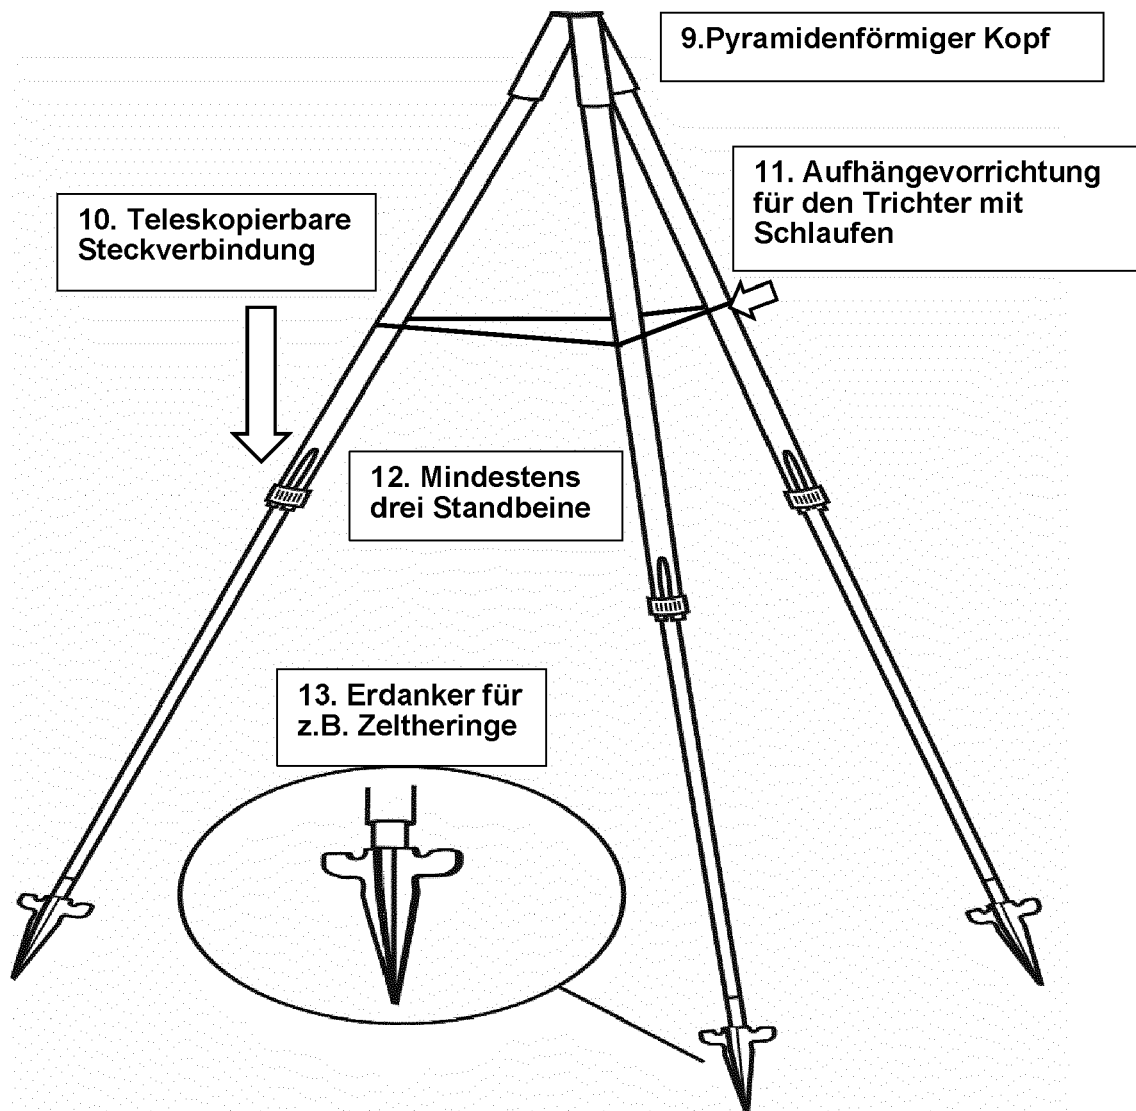 9.Pyramidenförmiger Kopf
11. Aufhängevorrichtung
für den Trichter mit
Schlaufen
10. Teleskopierbare
Steckverbindung
12. Mindestens
drei Standbeine
13. Erdanker für
z.B. Zeltheringe